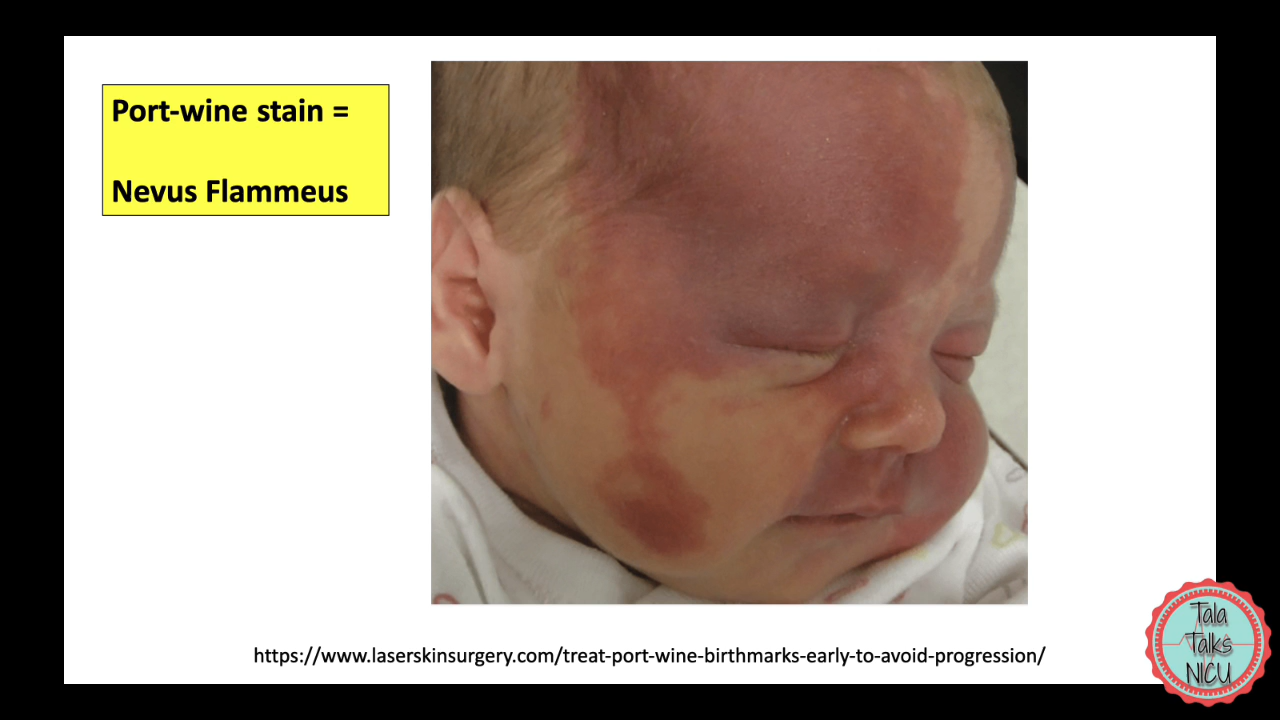 Port-wine stain =
Nevus Flammeus
https://www.laserskinsurgery.com/treat-port-wine-birthmarks-early-to-avoid-progression/
Tala
Talks
NICU